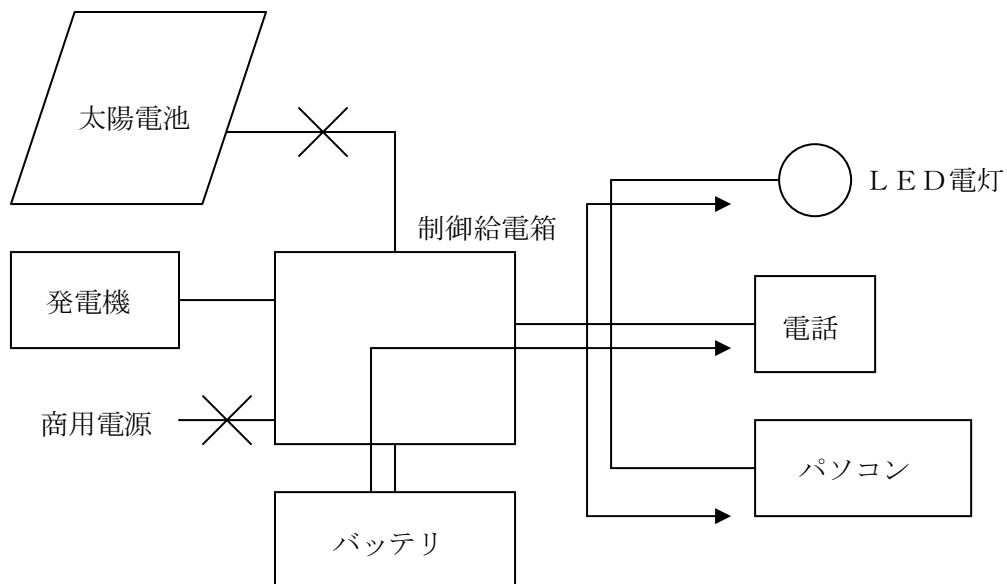 太陽電池
ＬＥＤ電灯
制御給電箱
発電機
電話
商用電源
パソコン
バッテリ